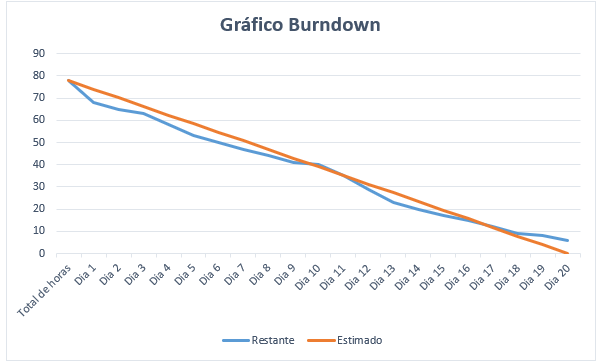 Gráfico Burndown
90
80
70
60
50
40
30
20
10
0
Total de horas
Dia 1
Dia 2
Dia 3
Dia 4
Dia 5
Dia 6
Dia 7
Dia 8
Dia 9
Dia 10
Dia 11
Dia 12
Dia 13
Dia 14
Dia 15
Dia 16
Dia 17
Dia 18
Dia 19
Dia 20
Restante
Estimado